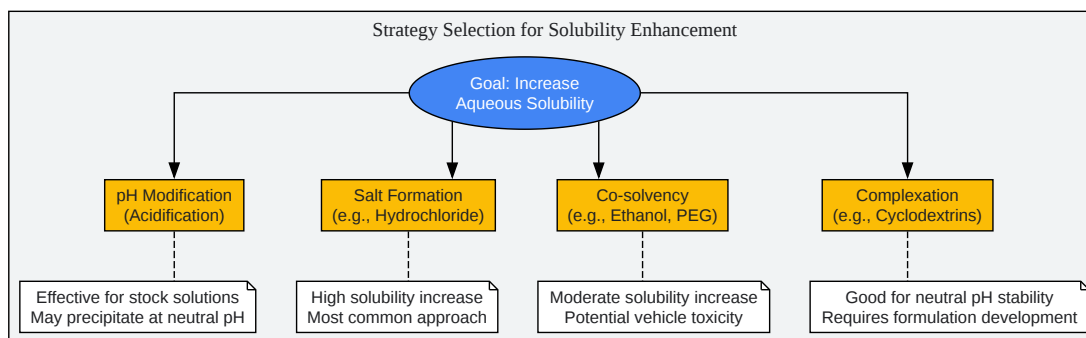 Strategy Selection for Solubility Enhancement
Goal: Increase
Aqueous Solubility
pH Modification
(Acidification)
Salt Formation
(e.g., Hydrochloride)
Co-solvency
(e.g., Ethanol, PEG)
Complexation
(e.g., Cyclodextrins)
Effective for stock solutions
May precipitate at neutral pH
High solubility increase
Most common approach
Moderate solubility increase
Potential vehicle toxicity
Good for neutral pH stability
Requires formulation development